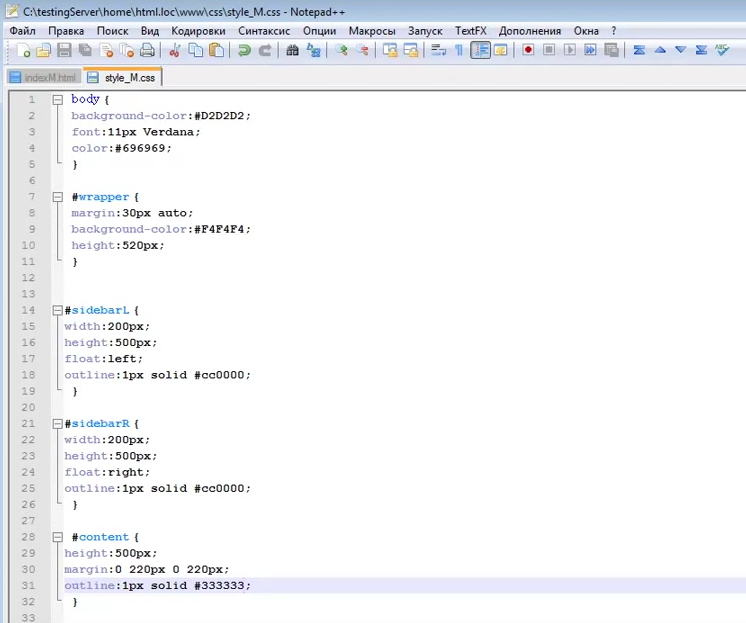 C:\testingServer\home\html.loc\www\css\style_M.css - Notepad++
Файл Правка Поиск Вид Кодировки Синтаксис Опции Макросы Запуск TextFX Дополнения Окна ?
indexM.html style_M.css
1 body {
2 background-color:#D2D2D2;
3 font:11px Verdana;
4 color:#696969;
5 }
6
7 #wrapper {
8 margin:30px auto;
9 background-color:#F4F4F4;
10 height:520px;
11 }
12
13
14 #sidebarL {
15 width:200px;
16 height:500px;
17 float:left;
18 outline:1px solid #cc0000;
19 }
20
21 #sidebarR {
22 width:200px;
23 height:500px;
24 float:right;
25 outline:1px solid #cc0000;
26 }
27
28 #content {
29 height:500px;
30 margin:0 220px 0 220px;
31 outline:1px solid #333333;
32 }
33